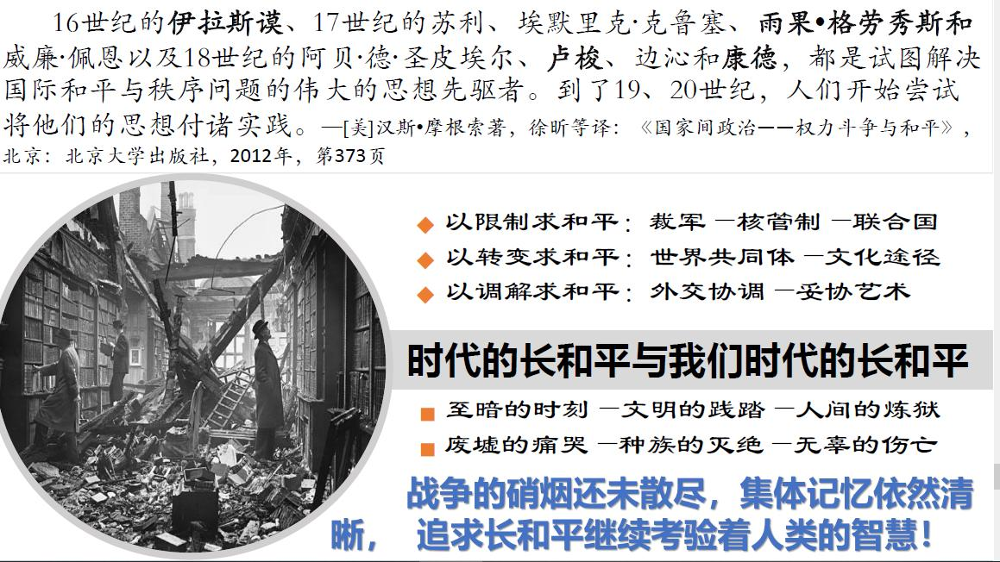 16世纪的伊拉斯谟、17世纪的苏利、埃默里克·克鲁塞、雨果•格劳秀斯和
威廉·佩恩以及18世纪的阿贝·德·圣皮埃尔、卢梭、边沁和康德，都是试图解决
国际和平与秩序问题的伟大的思想先驱者。到了19、20世纪，人们开始尝试
将他们的思想付诸实践。—[美]汉斯•摩根索著，徐昕等译：《国家间政治——权力斗争与和平》，
北京：北京大学出版社，2012年，第373页
以限制求和平：裁军 —核管制 —联合国
以转变求和平：世界共同体 —文化途径
以调解求和平：外交协调 —妥协艺术
时代的长和平与我们时代的长和平
至暗的时刻 —文明的践踏 —人间的炼狱
废墟的痛哭 —种族的灭绝 —无辜的伤亡
战争的硝烟还未散尽，集体记忆依然清
晰， 追求长和平继续考验着人类的智慧！